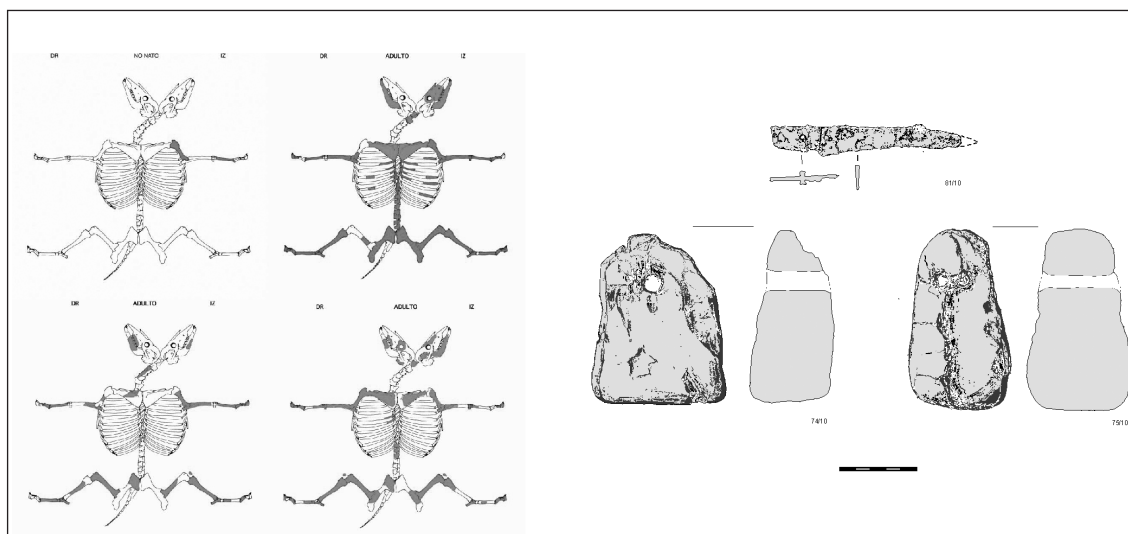 DR NO NATO IZ
DR ADULTO IZ
DR ADULTO IZ
DR ADULTO IZ
81/10
74/10
75/10